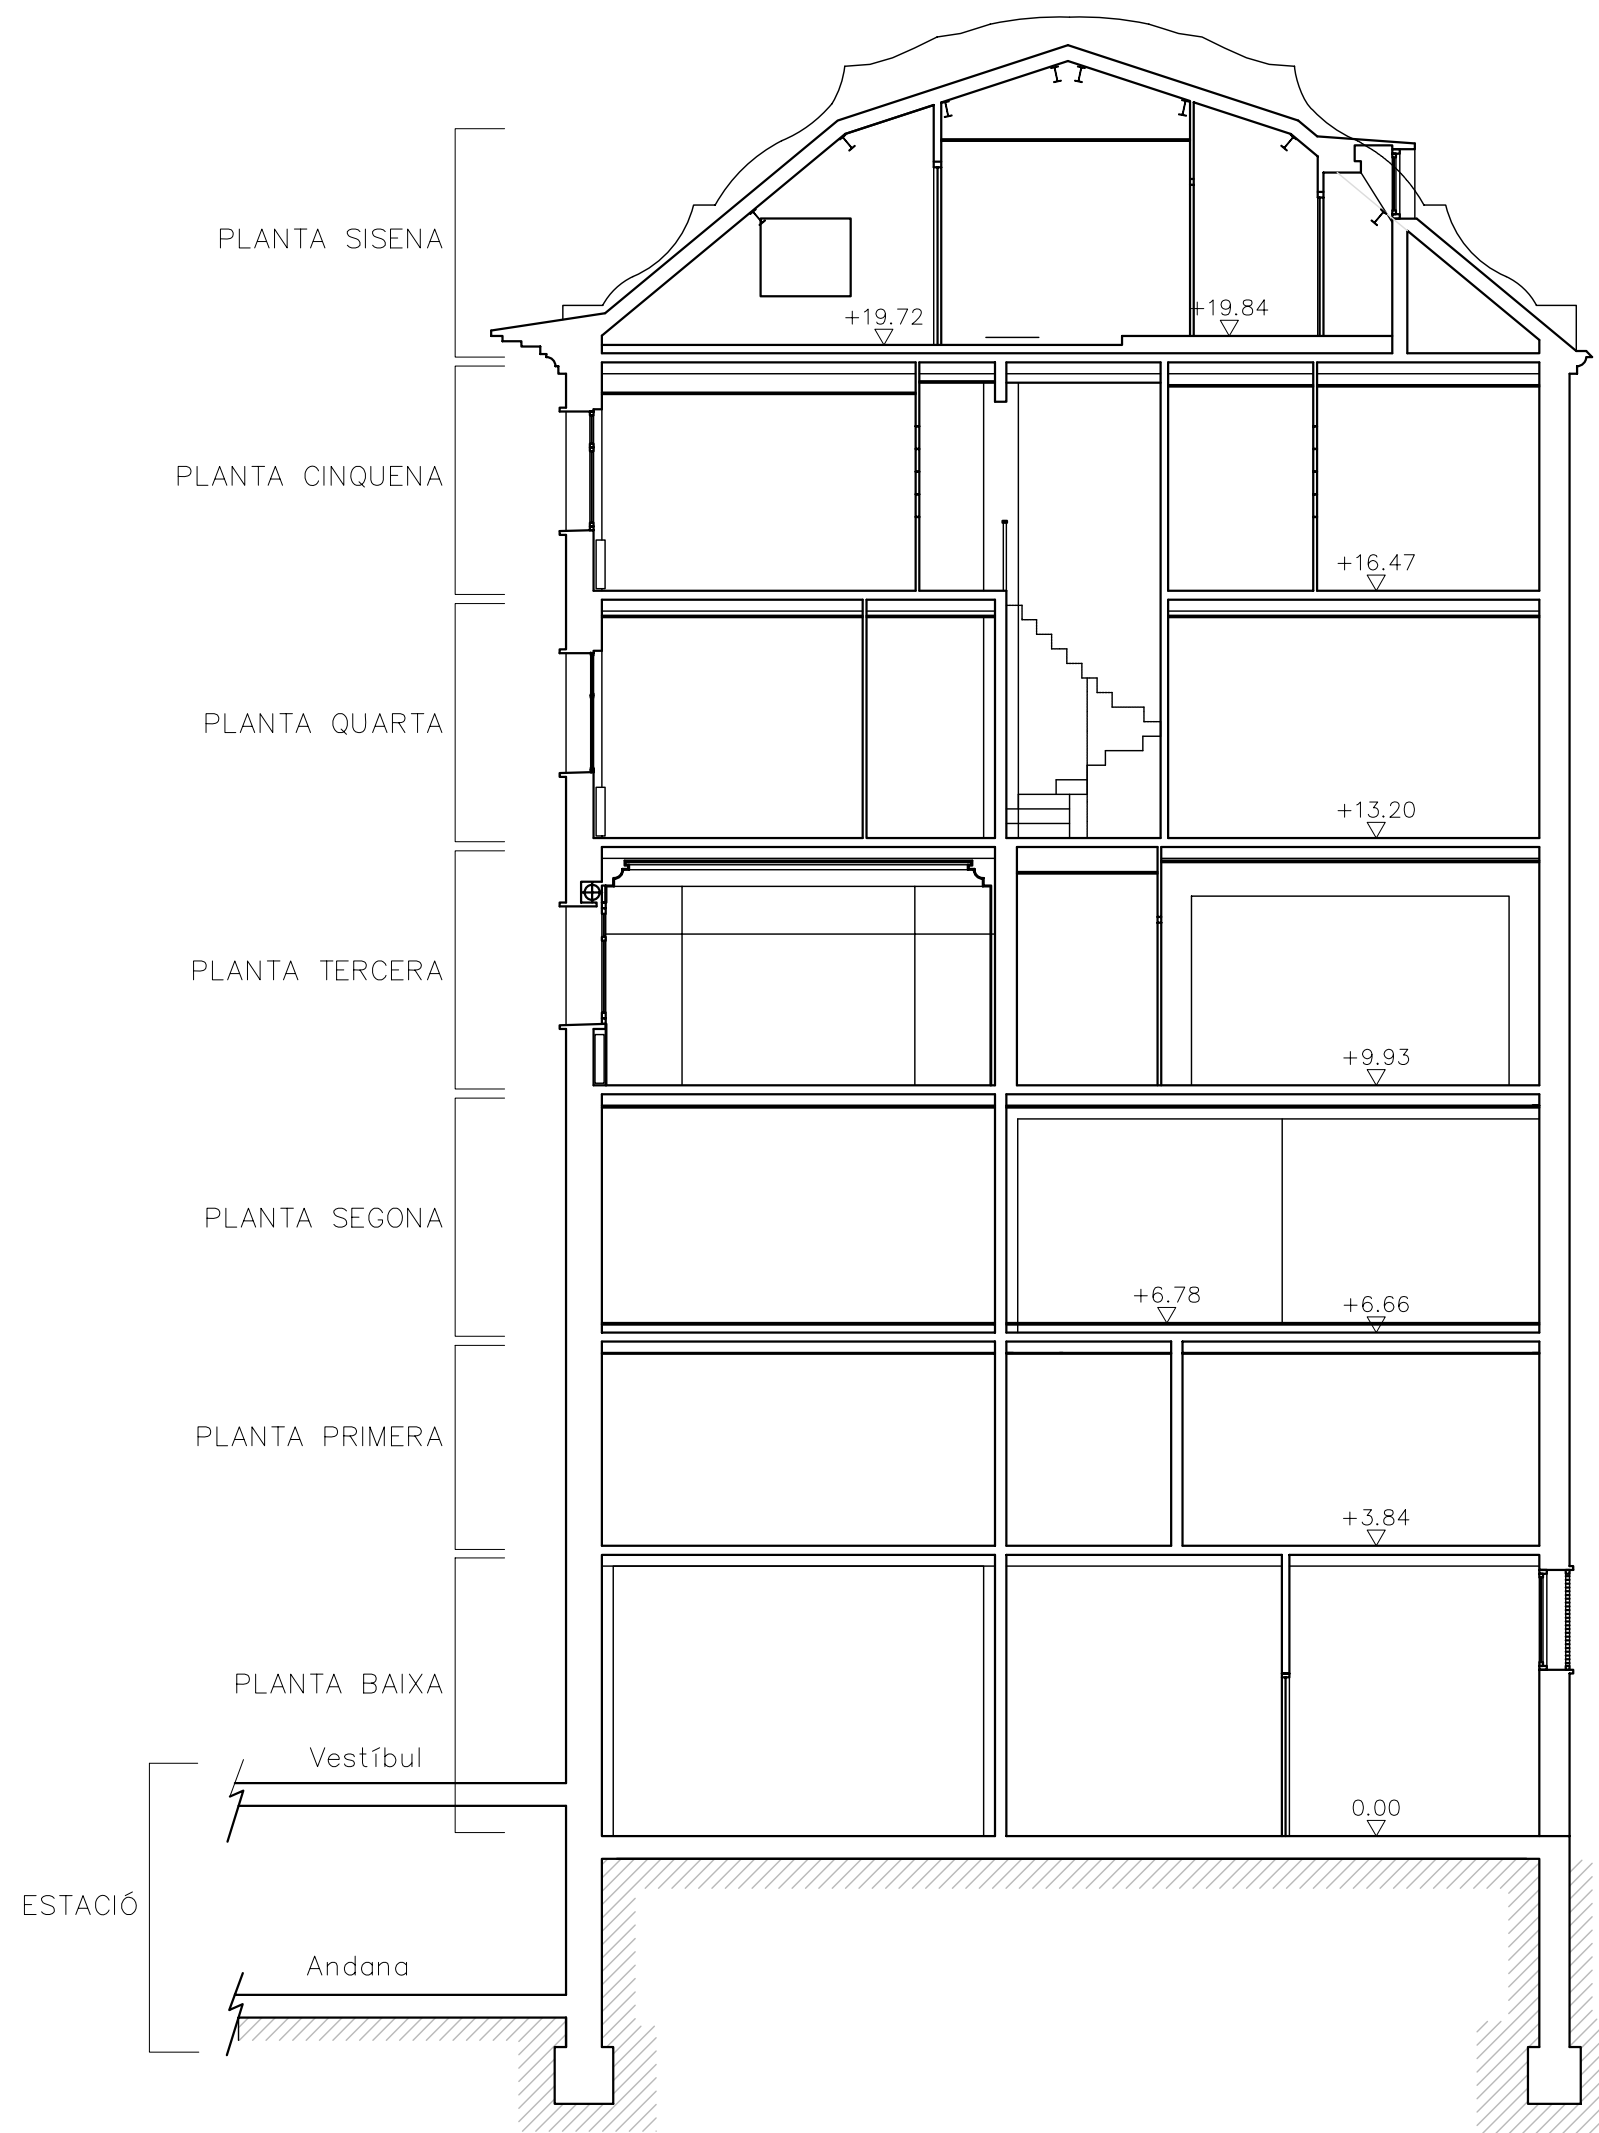 PLANTA SISENA
+19.72
+19.84
PLANTA CINQUENA
+16.47
PLANTA QUARTA
+13.20
PLANTA TERCERA
+9.93
PLANTA SEGONA
+6.78
+6.66
PLANTA PRIMERA
+3.84
PLANTA BAIXA
Vestíbul
0.00
ESTACIÓ
Andana